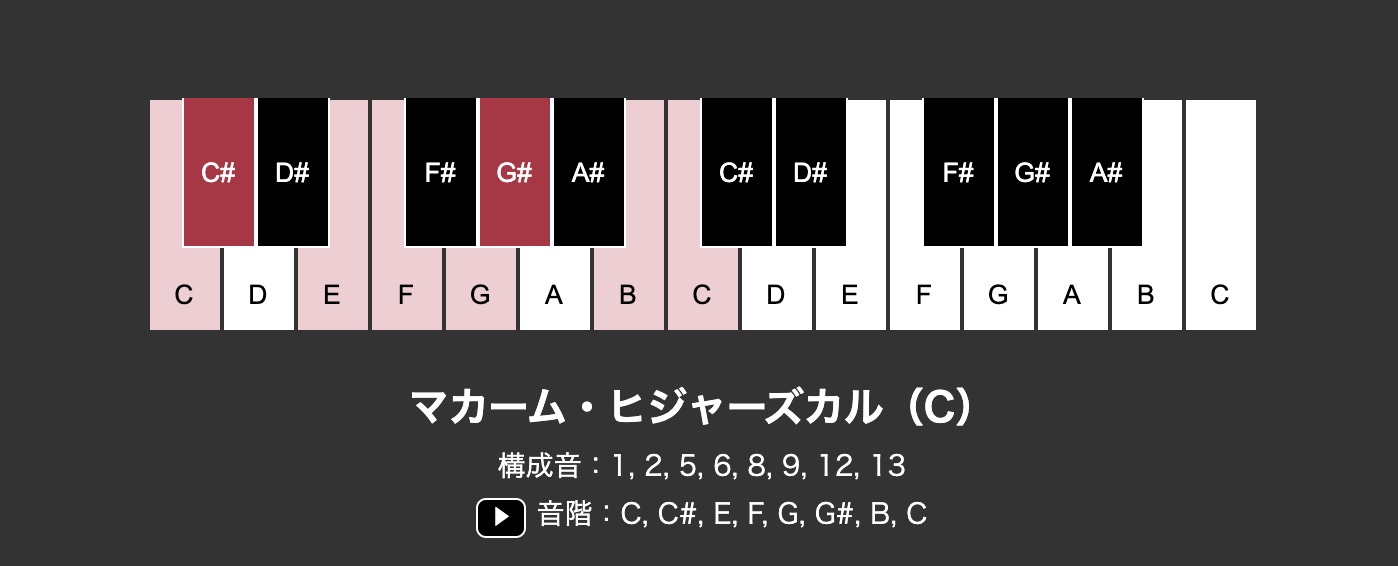 C# D# F# G# A# C# D# F# G# A#
C D E F G A B C D E F G A B C
マカーム・ヒジャーズカル（C）
構成音：1, 2, 5, 6, 8, 9, 12, 13
音階：C, C#, E, F, G, G#, B, C